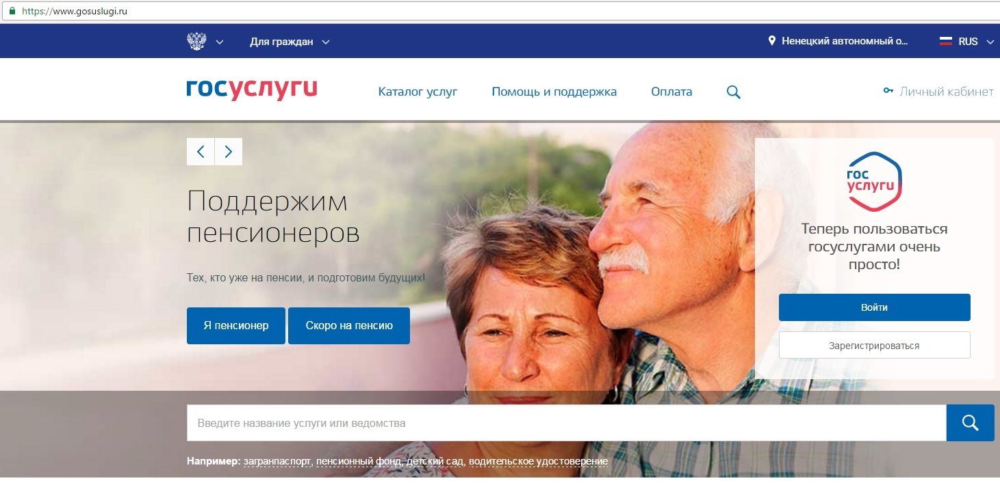 https://www.gosuslugi.ru
Для граждан
Ненецкий автономный о...
RUS
госуслуги
Каталог услуг
Помощь и поддержка
Оплата
Личный кабинет
Поддержим
пенсионеров
Тех, кто уже на пенсии, и подготовим будущих!
Я пенсионер
Скоро на пенсию
гос
услуги
Теперь пользоваться
госуслугами очень
просто!
Войти
Зарегистрироваться
Введите название услуги или ведомства
Например: загранпаспорт, пенсионный фонд, детский сад, водительское удостоверение